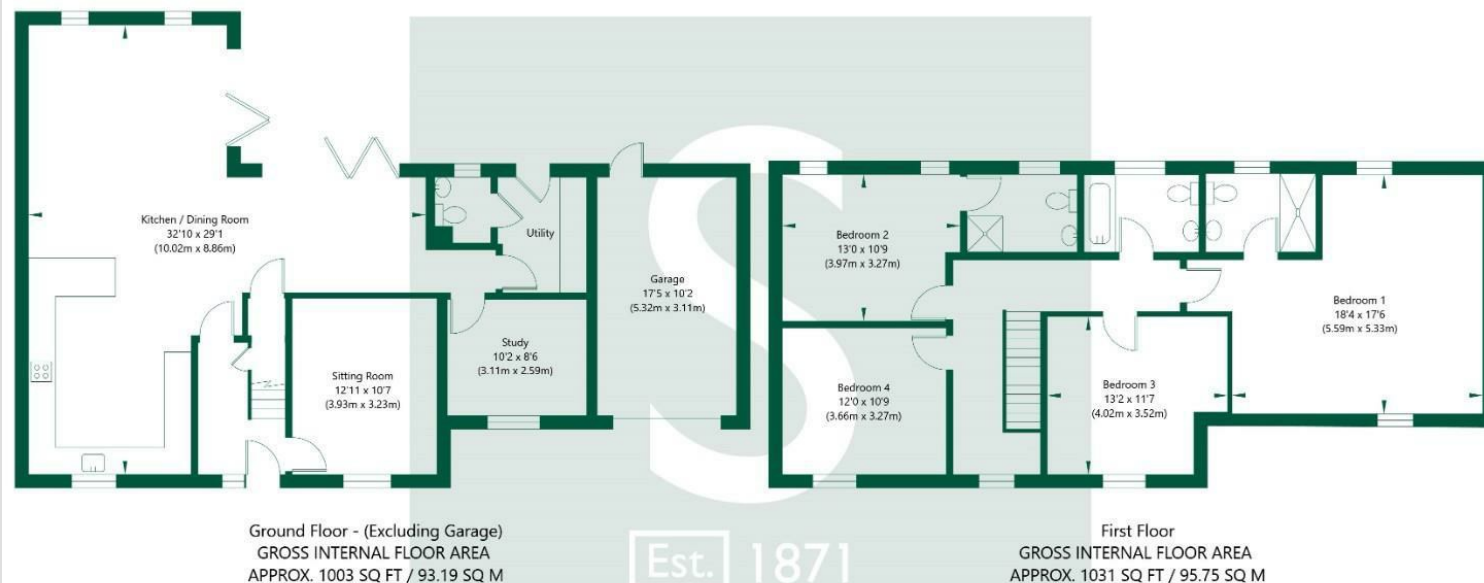 Kitchen / Dining Room
32'10 x 29'1
(10.02m x 8.86m)
Utility
Garage
17'5 x 10'2
(5.32m x 3.11m)
Study
10'2 x 8'6
(3.11m x 2.59m)
Sitting Room
12'11 x 10'7
(3.93m x 3.23m)
Bedroom 2
13'0 x 10'9
(3.97m x 3.27m)
Bedroom 1
18'4 x 17'6
(5.59m x 5.33m)
Bedroom 4
12'0 x 10'9
(3.66m x 3.27m)
Bedroom 3
13'2 x 11'7
(4.02m x 3.52m)
Ground Floor - (Excluding Garage)
GROSS INTERNAL FLOOR AREA
APPROX. 1003 SQ FT / 93.19 SQ M
First Floor
GROSS INTERNAL FLOOR AREA
APPROX. 1031 SQ FT / 95.75 SQ M
S
Est. 1871